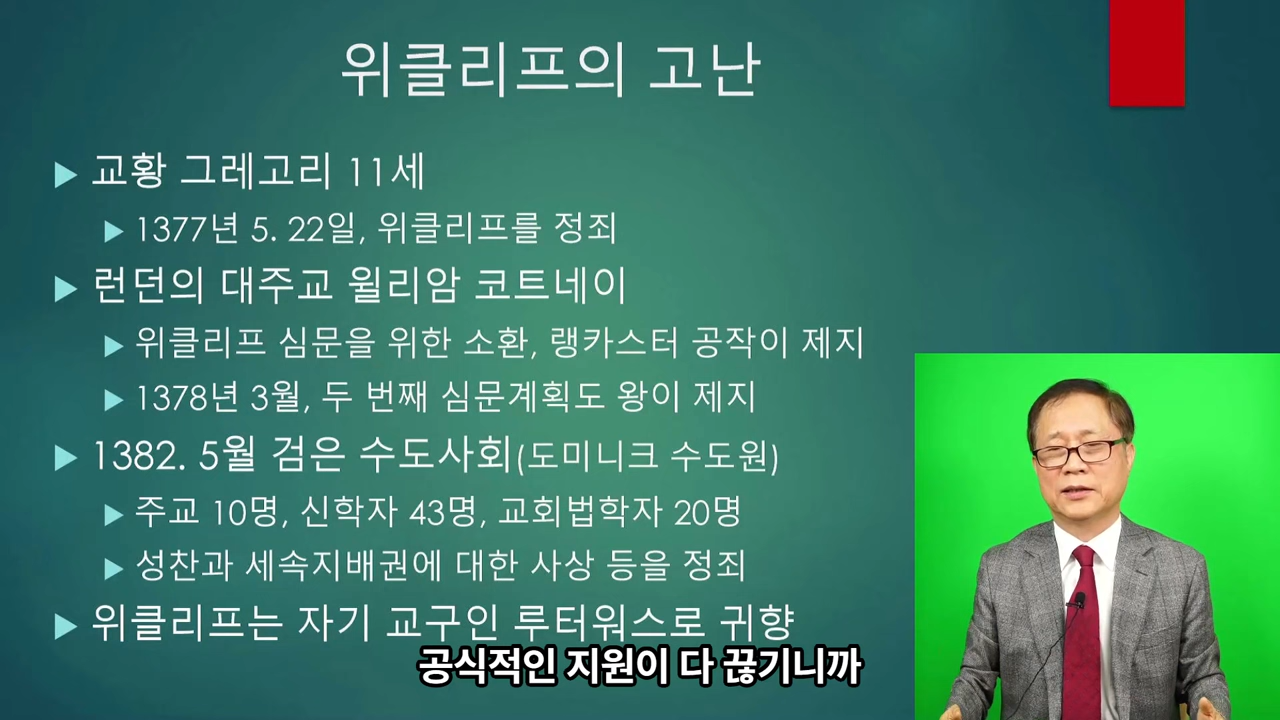 위클리프의 고난
교황 그레고리 11세
1377년 5. 22일, 위클리프를 정죄
런던의 대주교 윌리암 코트네이
위클리프 심문을 위한 소환, 랭카스터 공작이 제지
1378년 3월, 두 번째 심문계획도 왕이 제지
1382. 5월 검은 수도사회(도미니크 수도원)
주교 10명, 신학자 43명, 교회법학자 20명
성찬과 세속지배권에 대한 사상 등을 정죄
위클리프는 자기 교구인 루터워스로 귀향
공식적인 지원이 다 끊기니까